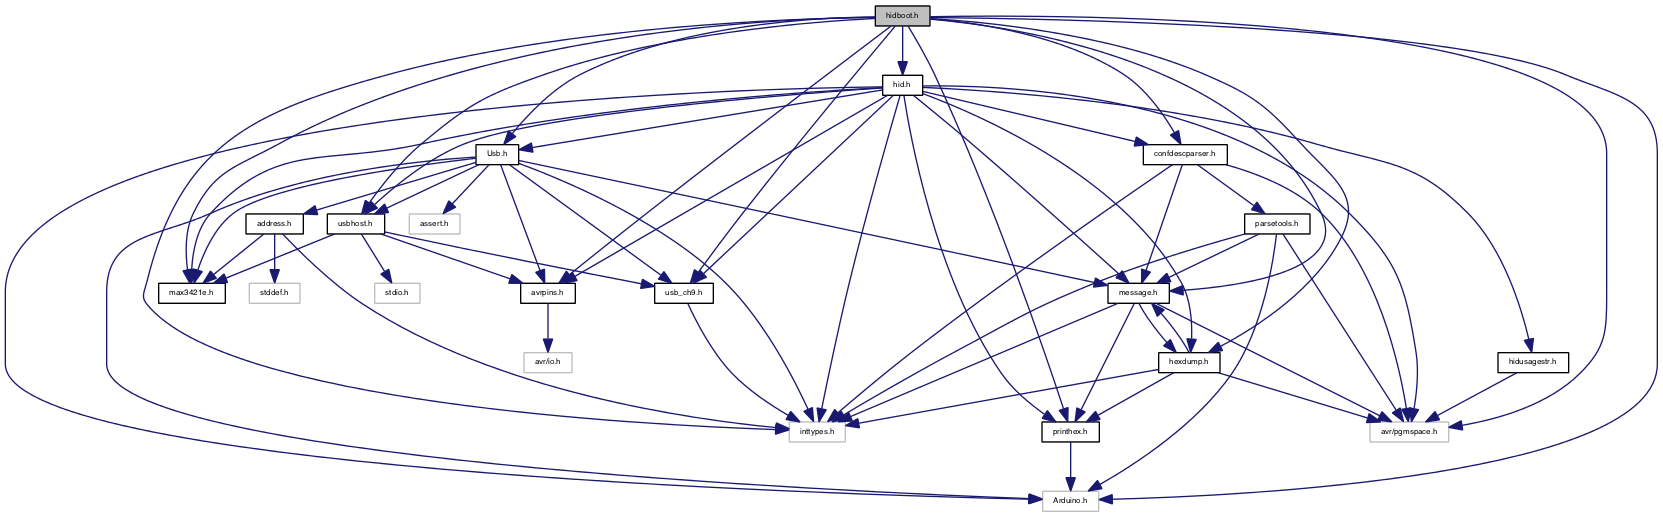 hidboot.h
hid.h
Usb.h
confdescparser.h
address.h
usbhost.h
assert.h
parsetools.h
max3421e.h
stddef.h
stdio.h
avrpins.h
usb_ch9.h
message.h
avr/io.h
hexdump.h
hidusagestr.h
inttypes.h
printhex.h
avr/pgmspace.h
Arduino.h